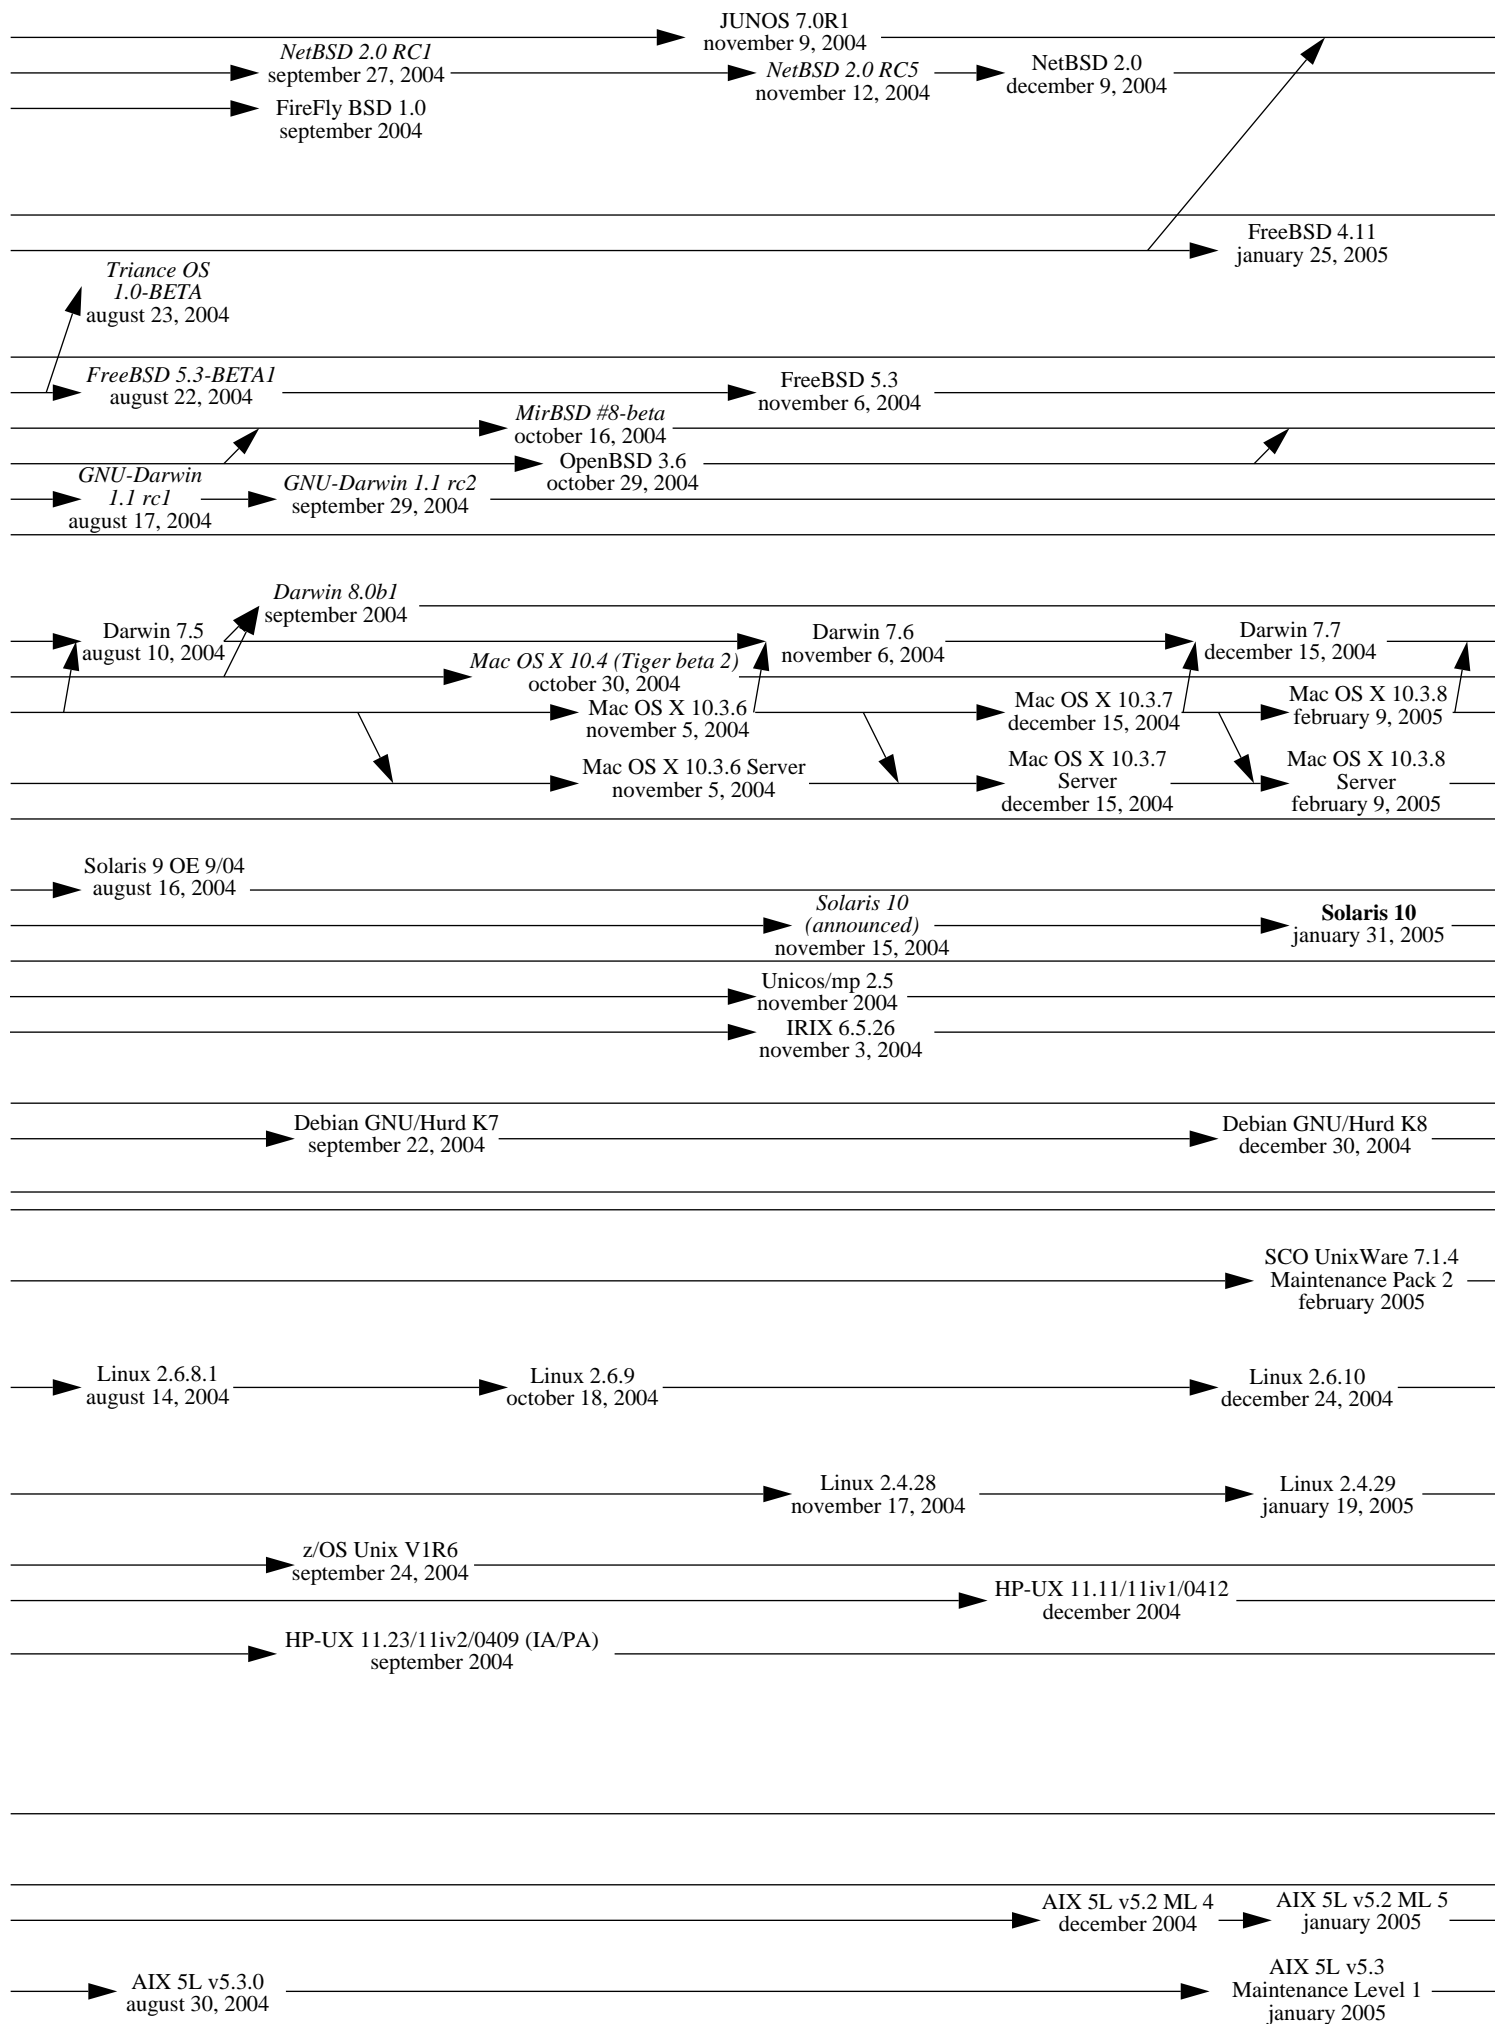 JUNOS 7.0R1
november 9, 2004
NetBSD 2.0 RC1
september 27, 2004
NetBSD 2.0 RC5
november 12, 2004
NetBSD 2.0
december 9, 2004
FireFly BSD 1.0
september 2004
FreeBSD 4.11
january 25, 2005
Triance OS
1.0-BETA
august 23, 2004
FreeBSD 5.3-BETA1
august 22, 2004
FreeBSD 5.3
november 6, 2004
MirBSD #8-beta
october 16, 2004
OpenBSD 3.6
october 29, 2004
GNU-Darwin
1.1 rc1
august 17, 2004
GNU-Darwin 1.1 rc2
september 29, 2004
Darwin 8.0b1
september 2004
Darwin 7.5
august 10, 2004
Darwin 7.6
november 6, 2004
Darwin 7.7
december 15, 2004
Mac OS X 10.4 (Tiger beta 2)
october 30, 2004
Mac OS X 10.3.6
november 5, 2004
Mac OS X 10.3.7
december 15, 2004
Mac OS X 10.3.8
february 9, 2005
Mac OS X 10.3.6 Server
november 5, 2004
Mac OS X 10.3.7
Server
december 15, 2004
Mac OS X 10.3.8
Server
february 9, 2005
Solaris 9 OE 9/04
august 16, 2004
Solaris 10
(announced)
november 15, 2004
Solaris 10
january 31, 2005
Unicos/mp 2.5
november 2004
IRIX 6.5.26
november 3, 2004
Debian GNU/Hurd K7
september 22, 2004
Debian GNU/Hurd K8
december 30, 2004
SCO UnixWare 7.1.4
Maintenance Pack 2
february 2005
Linux 2.6.8.1
august 14, 2004
Linux 2.6.9
october 18, 2004
Linux 2.6.10
december 24, 2004
Linux 2.4.28
november 17, 2004
Linux 2.4.29
january 19, 2005
z/OS Unix V1R6
september 24, 2004
HP-UX 11.11/11iv1/0412
december 2004
HP-UX 11.23/11iv2/0409 (IA/PA)
september 2004
AIX 5L v5.2 ML 4
december 2004
AIX 5L v5.2 ML 5
january 2005
AIX 5L v5.3.0
august 30, 2004
AIX 5L v5.3
Maintenance Level 1
january 2005